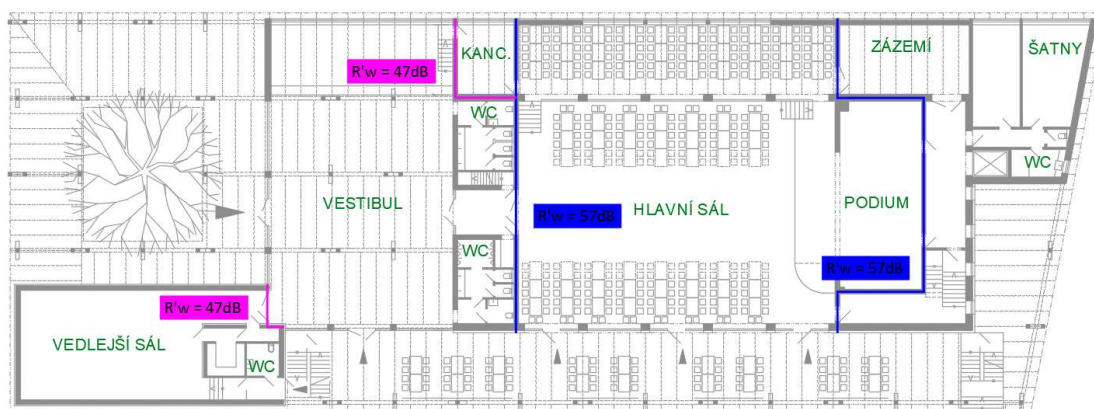 KANC.
ZÁZEMÍ
ŠATNY
R'w = 47dB
WC
WC
VESTIBUL
R'w = 57dB
HLAVNÍ SÁL
PODIUM
WC
R'w = 57dB
R'w = 47dB
VEDLEJŠÍ SÁL
WC